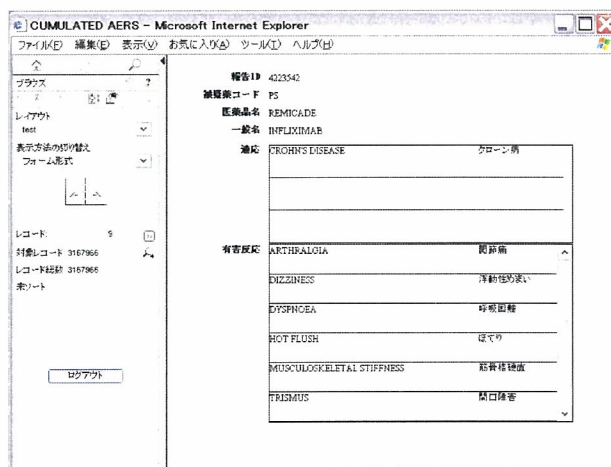 CUMULATED AERS - Microsoft Internet Explorer
ファイル(F) 編集(E) 表示(V) お気に入り(A) ツール(T) ヘルプ(H)
ブラウズ ?
レイアウト
test
表示方法の切り替え
フォーム形式
レコード: 9
対象レコード 3167966
レコード総数 3167966
未ソート
ログアウト
報告ID 4223542
被疑薬コード PS
医薬品名 REMICADE
一般名 INFLIXIMAB
適応 CROHN'S DISEASE クローン病
有害反応 ARTHRALGIA 関節痛
DIZZINESS 浮動性めまい
DYSPNOEA 呼吸困難
HOT FLUSH ほてり
MUSCULOSKELETAL STIFFNESS 筋骨格硬直
TRISMUS 開口障害